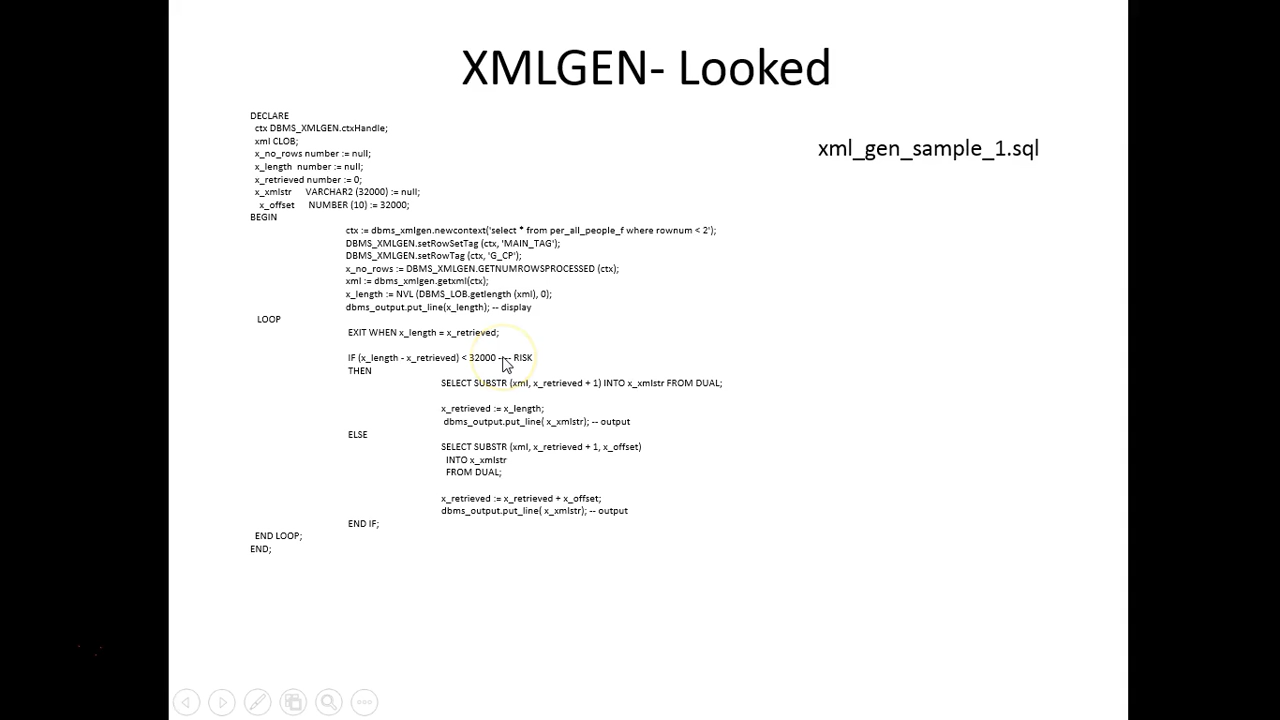 XMLGEN- Looked
xml_gen_sample_1.sql
DECLARE
ctx DBMS_XMLGEN.ctxHandle;
xml CLOB;
x_no_rows number := null;
x_length number := null;
x_retrieved number := 0;
x_xmlstr VARCHAR2 (32000) := null;
x_offset NUMBER (10) := 32000;
BEGIN
ctx := dbms_xmlgen.newcontext('select * from per_all_people_f where rownum < 2');
DBMS_XMLGEN.setRowSetTag (ctx, 'MAIN_TAG');
DBMS_XMLGEN.setRowTag (ctx, 'G_CP');
x_no_rows := DBMS_XMLGEN.GETNUMROWSPROCESSED (ctx);
xml := dbms_xmlgen.getxml(ctx);
x_length := NVL (DBMS_LOB.getlength (xml), 0);
dbms_output.put_line(x_length); -- display
LOOP
EXIT WHEN x_length = x_retrieved;
IF (x_length - x_retrieved) < 32000 ---- RISK
THEN
SELECT SUBSTR (xml, x_retrieved + 1) INTO x_xmlstr FROM DUAL;
x_retrieved := x_length;
dbms_output.put_line( x_xmlstr); -- output
ELSE
SELECT SUBSTR (xml, x_retrieved + 1, x_offset)
INTO x_xmlstr
FROM DUAL;
x_retrieved := x_retrieved + x_offset;
dbms_output.put_line( x_xmlstr); -- output
END IF;
END LOOP;
END;